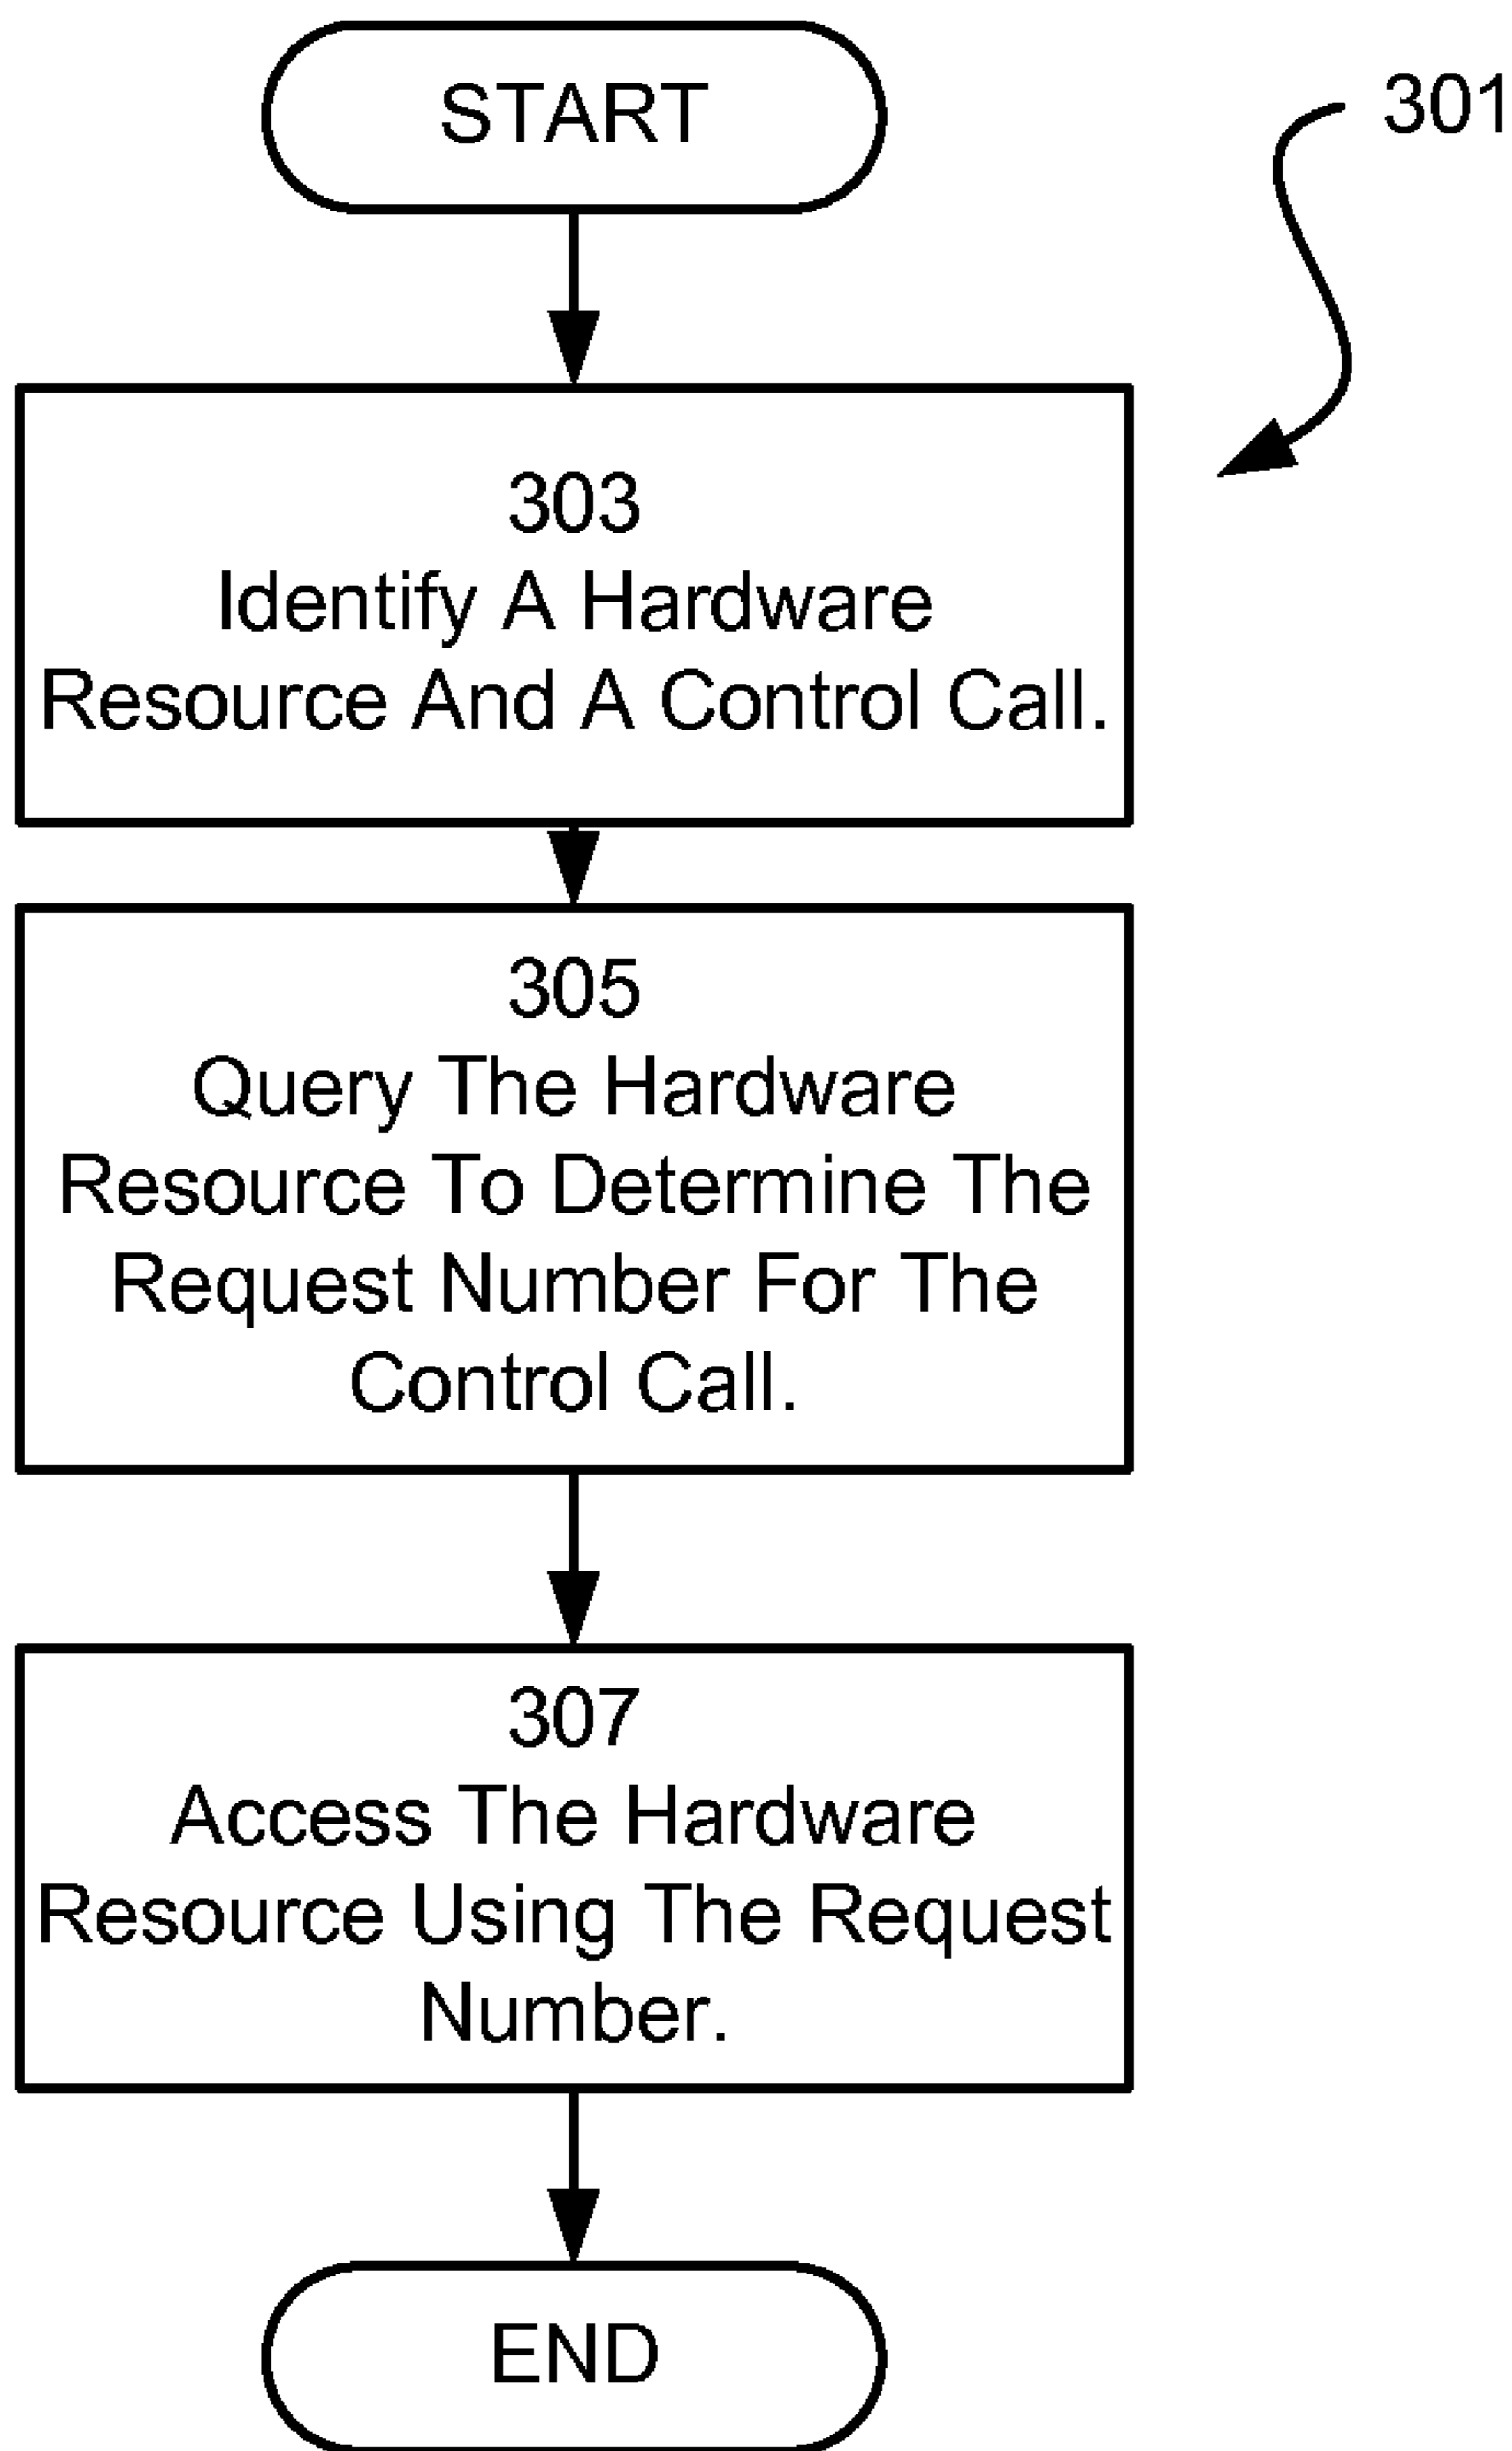 START
301
303
Identify A Hardware
Resource And A Control Call.
305
Query The Hardware
Resource To Determine The
Request Number For The
Control Call.
307
Access The Hardware
Resource Using The Request
Number.
END